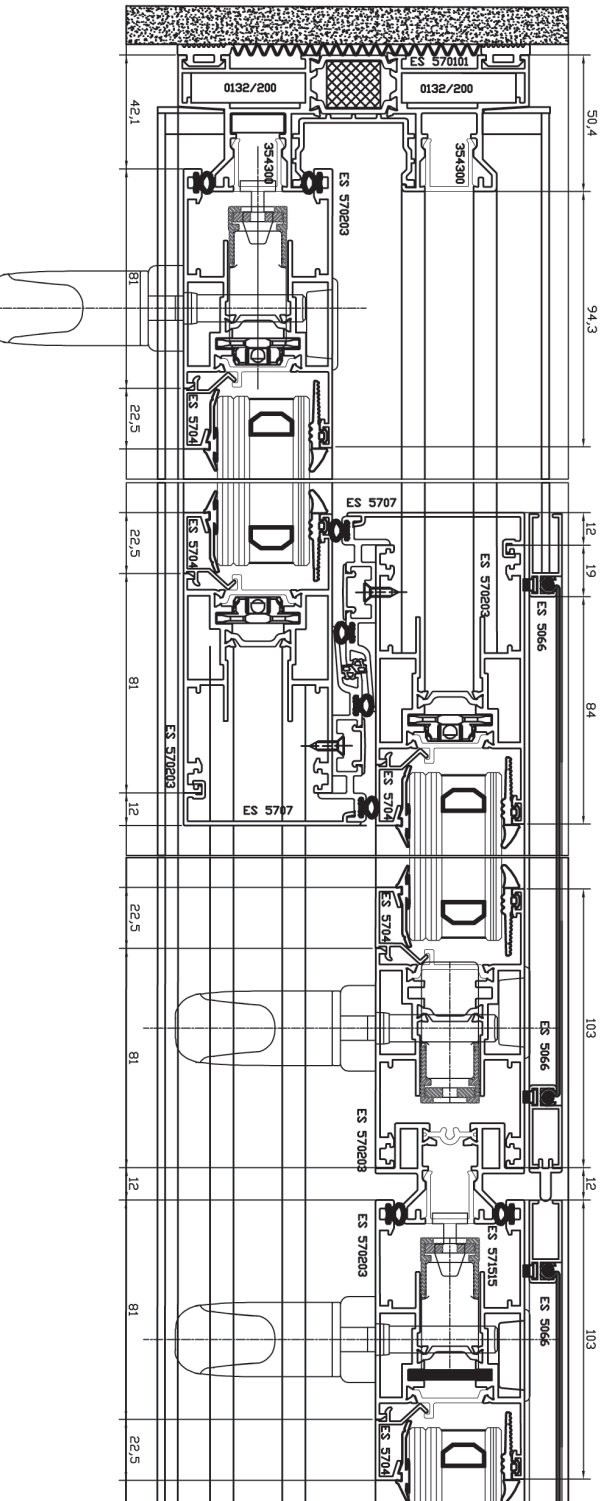 ES 570101
0132/200
0132/200
42,1
50,4
354300
354300
ES 570203
81
94,3
22,5
ES 5704
ES 5707
22,5
ES 5704
12
19
ES 570203
ES 5066
81
84
ES 570203
ES 5704
ES 5707
12
22,5
ES 5704
103
ES 5066
81
ES 570203
12
12
ES 570203
ES 571515
ES 5066
81
103
22,5
ES 5704